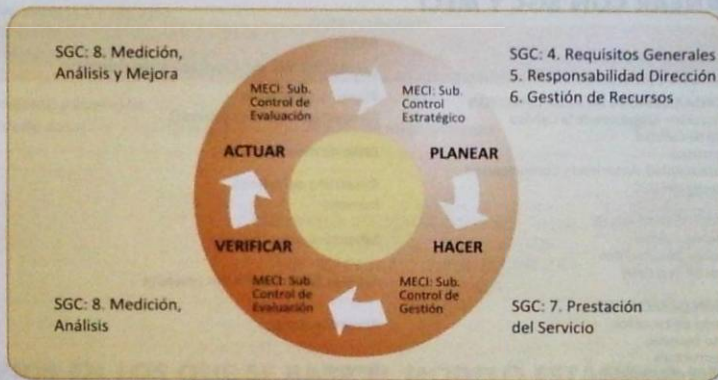 SGC: 8. Medición,
Análisis y Mejora
SGC: 4. Requisitos Generales
5. Responsabilidad Dirección
6. Gestión de Recursos
MECI: Sub.
Control de
Evaluación
MECI: Sub.
Control
Estratégico
ACTUAR
PLANEAR
VERIFICAR
HACER
MECI: Sub.
Control de
Evaluación
MECI: Sub.
Control de
Gestión
SGC: 8. Medición,
Análisis
SGC: 7. Prestación
del Servicio